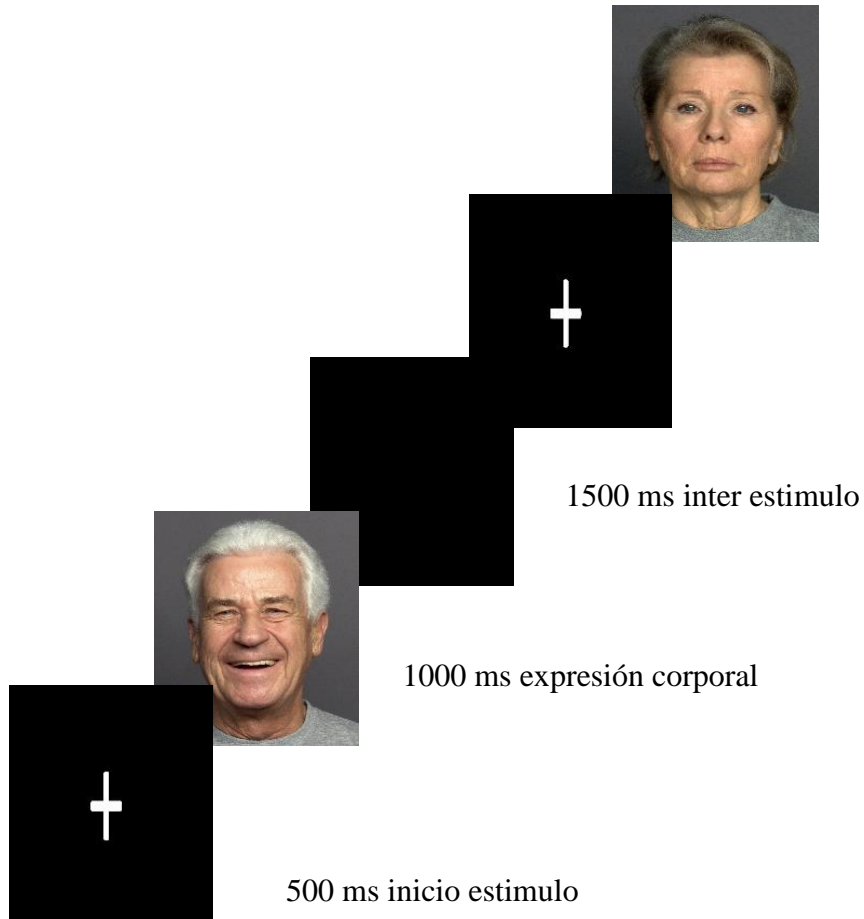 1500 ms inter estimulo
1000 ms expresión corporal
500 ms inicio estimulo